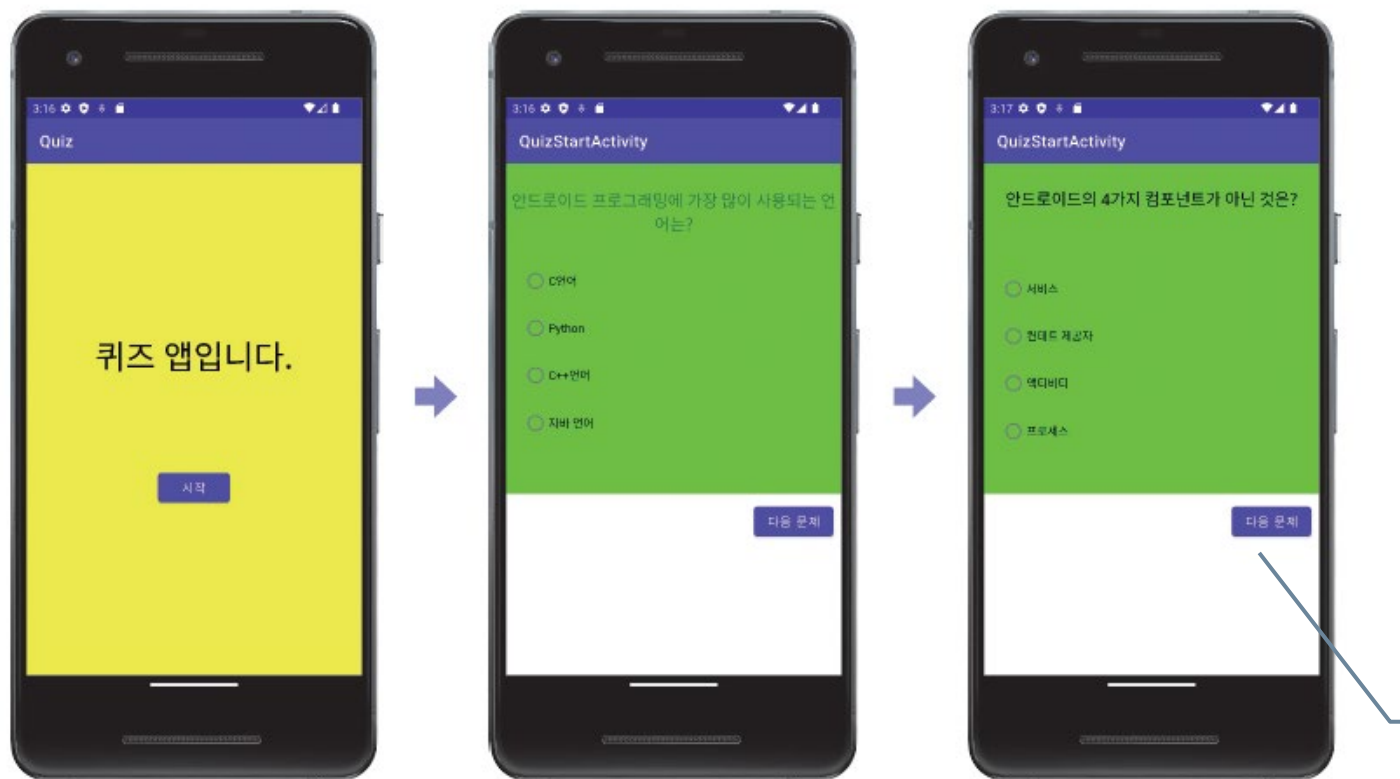 3:16
Quiz
퀴즈 앱입니다.
시작
3:16
QuizStartActivity
안드로이드 프로그래밍에 가장 많이 사용되는 언
어는?
C언어
Python
C++언어
자바 언어
다음 문제
3:17
QuizStartActivity
안드로이드의 4가지 컴포넌트가 아닌 것은?
서비스
컨테트 제공자
액티비티
프로세스
다음 문제